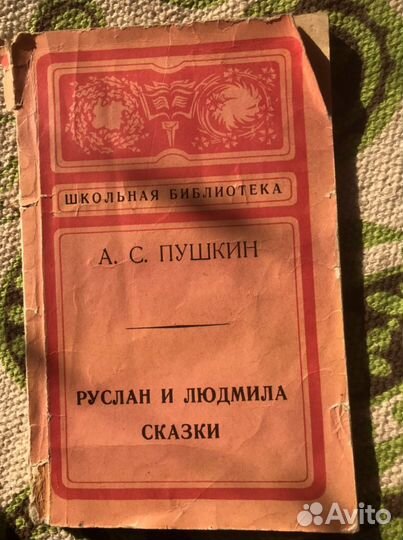 ШКОЛЬНАЯ БИБЛИОТЕКА
А. С. ПУШКИН
РУСЛАН И ЛЮДМИЛА
СКАЗКИ
Avito